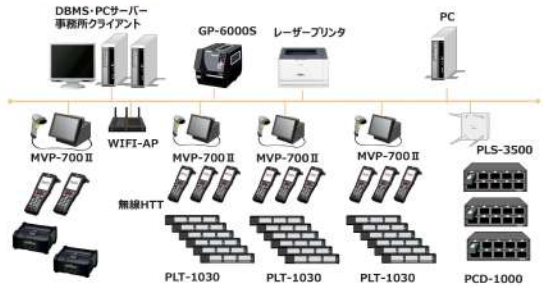 DBMS・PCサーバー
事務所クライアント
GP-6000S
レーザープリンタ
PC
WIFI-AP
MVP-700Ⅱ
MVP-700Ⅱ
MVP-700Ⅱ
MVP-700Ⅱ
PLS-3500
無線HTT
PLT-1030
PLT-1030
PLT-1030
PCD-1000